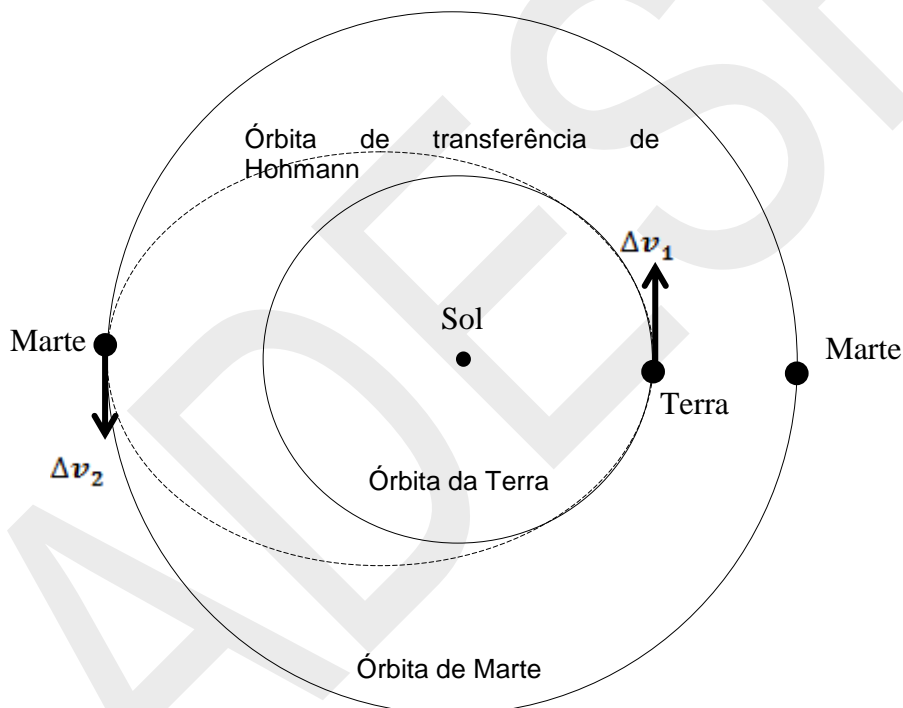 Órbita de transferência de
Hohmann
Δv₁
Sol
Marte
Marte
Terra
Δv₂
Órbita da Terra
Órbita de Marte